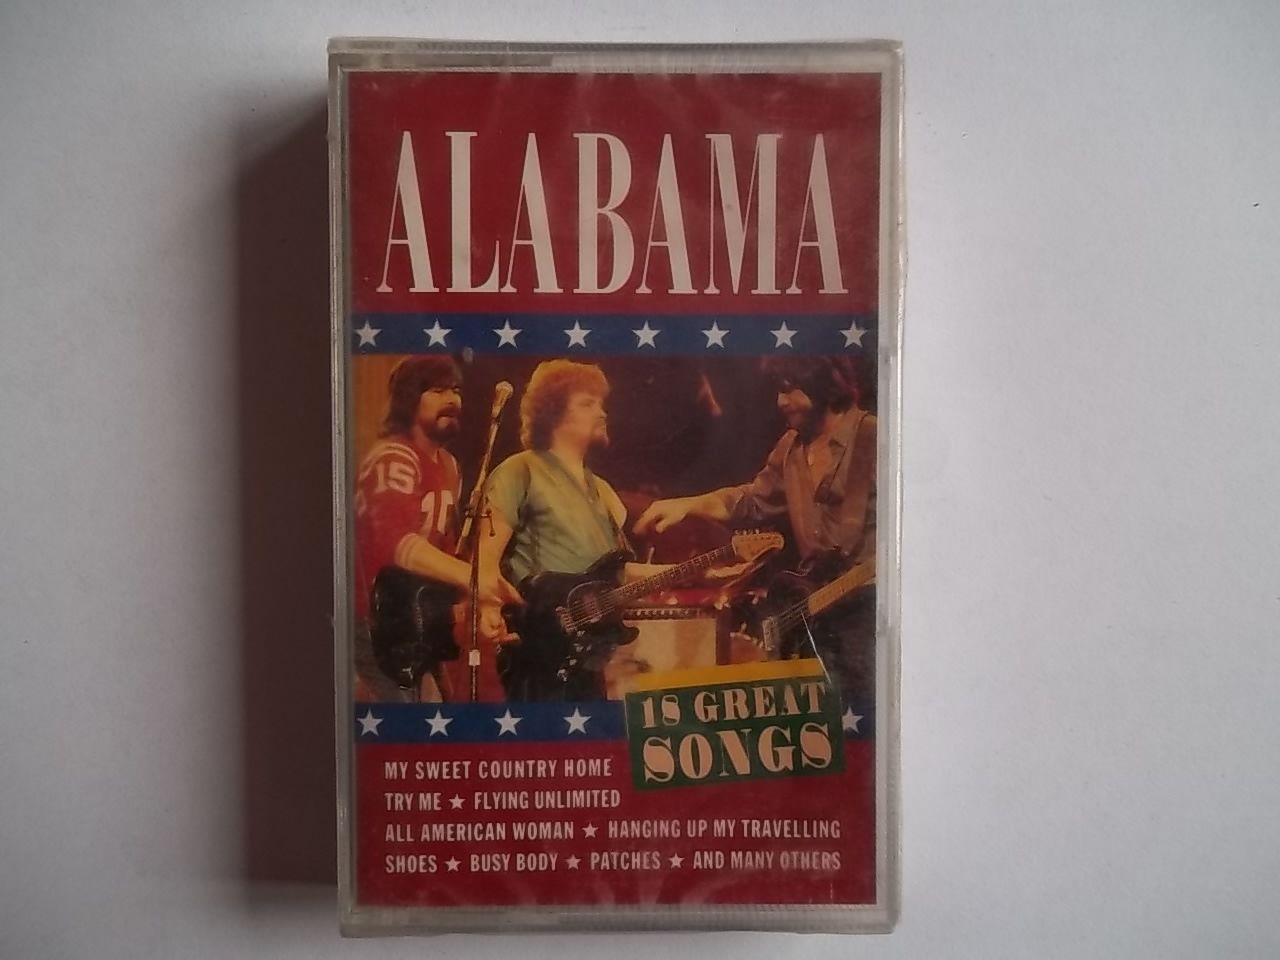 ALABAMA
15
18 GREAT
SONGS
MY SWEET COUNTRY HOME
TRY ME ★ FLYING UNLIMITED
ALL AMERICAN WOMAN ★ HANGING UP MY TRAVELLING
SHOES ★ BUSY BODY ★ PATCHES ★ AND MANY OTHERS